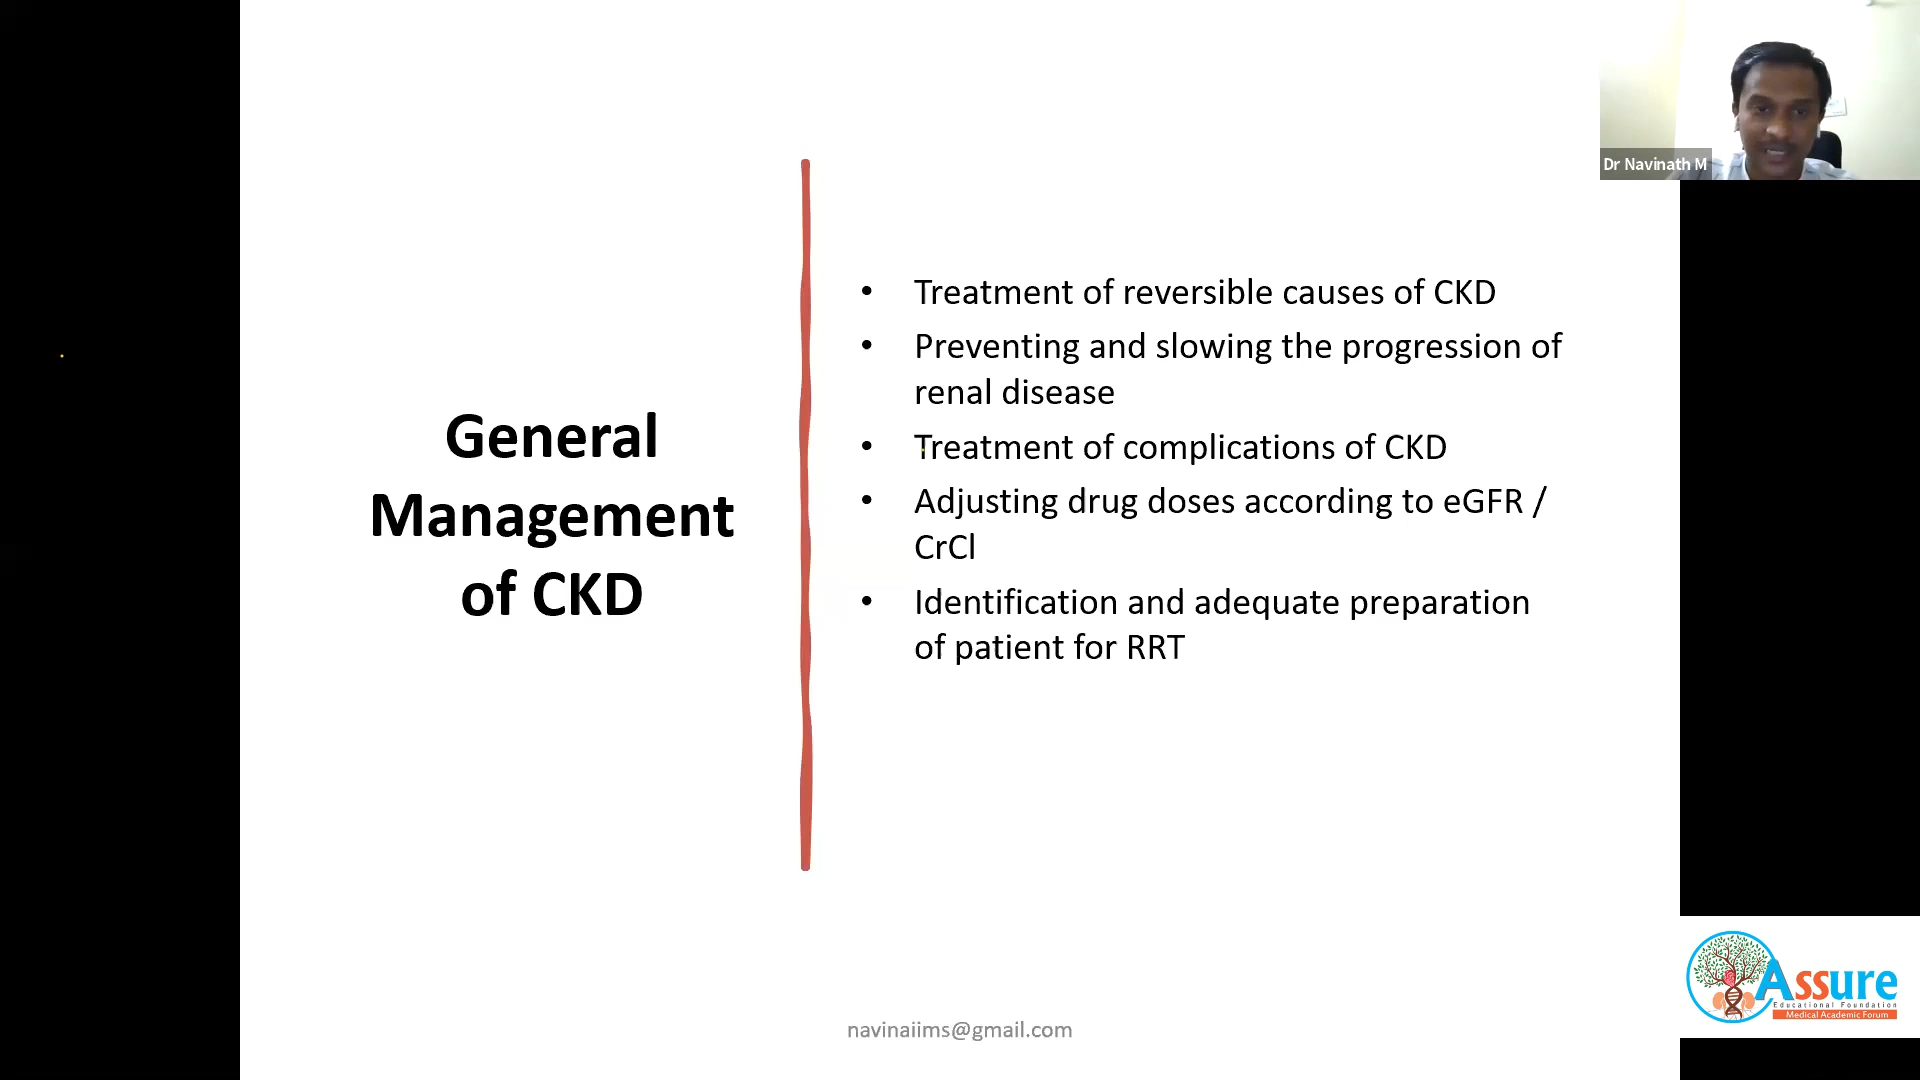 Dr Navinath M
General
Management
of CKD
• Treatment of reversible causes of CKD
• Preventing and slowing the progression of
renal disease
• Treatment of complications of CKD
• Adjusting drug doses according to eGFR /
CrCl
• Identification and adequate preparation
of patient for RRT
navinaiims@gmail.com
Assure
Educational Foundation
Medical Academic Forum